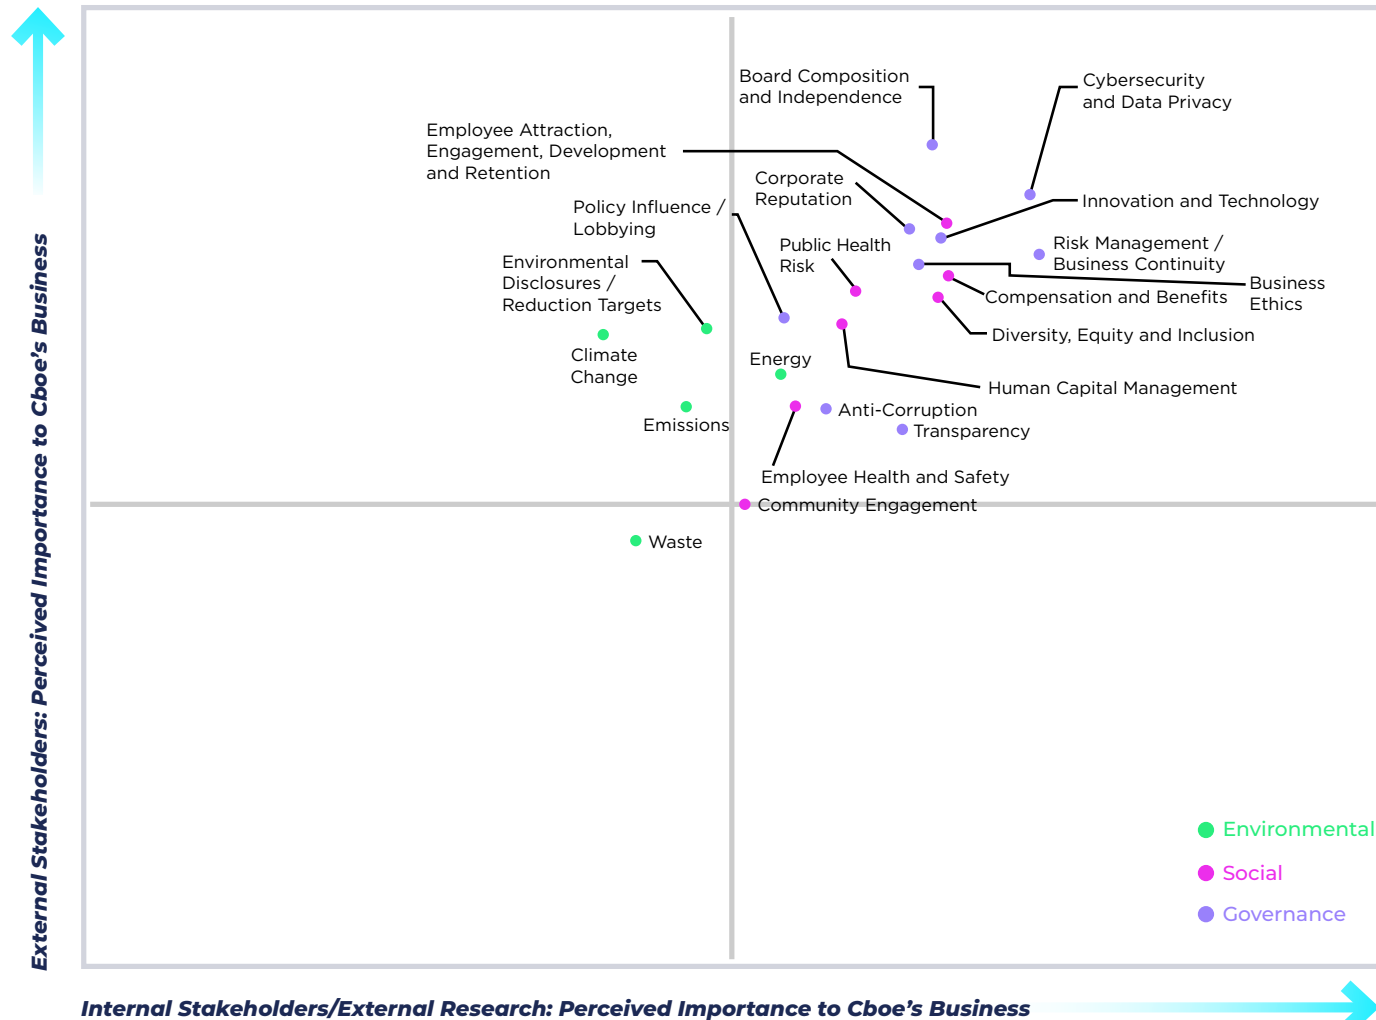 External Stakeholders: Perceived Importance to Cboe’s Business
Board Composition
and Independence
Cybersecurity
and Data Privacy
Employee Attraction,
Engagement, Development
and Retention
Corporate
Reputation
Innovation and Technology
Policy Influence /
Lobbying
Public Health
Risk
Risk Management /
Business Continuity
Environmental
Disclosures /
Reduction Targets
Business
Ethics
Compensation and Benefits
Diversity, Equity and Inclusion
Climate
Change
Energy
Human Capital Management
Emissions
Anti-Corruption
Transparency
Employee Health and Safety
Community Engagement
Waste
Environmental
Social
Governance
Internal Stakeholders/External Research: Perceived Importance to Cboe’s Business